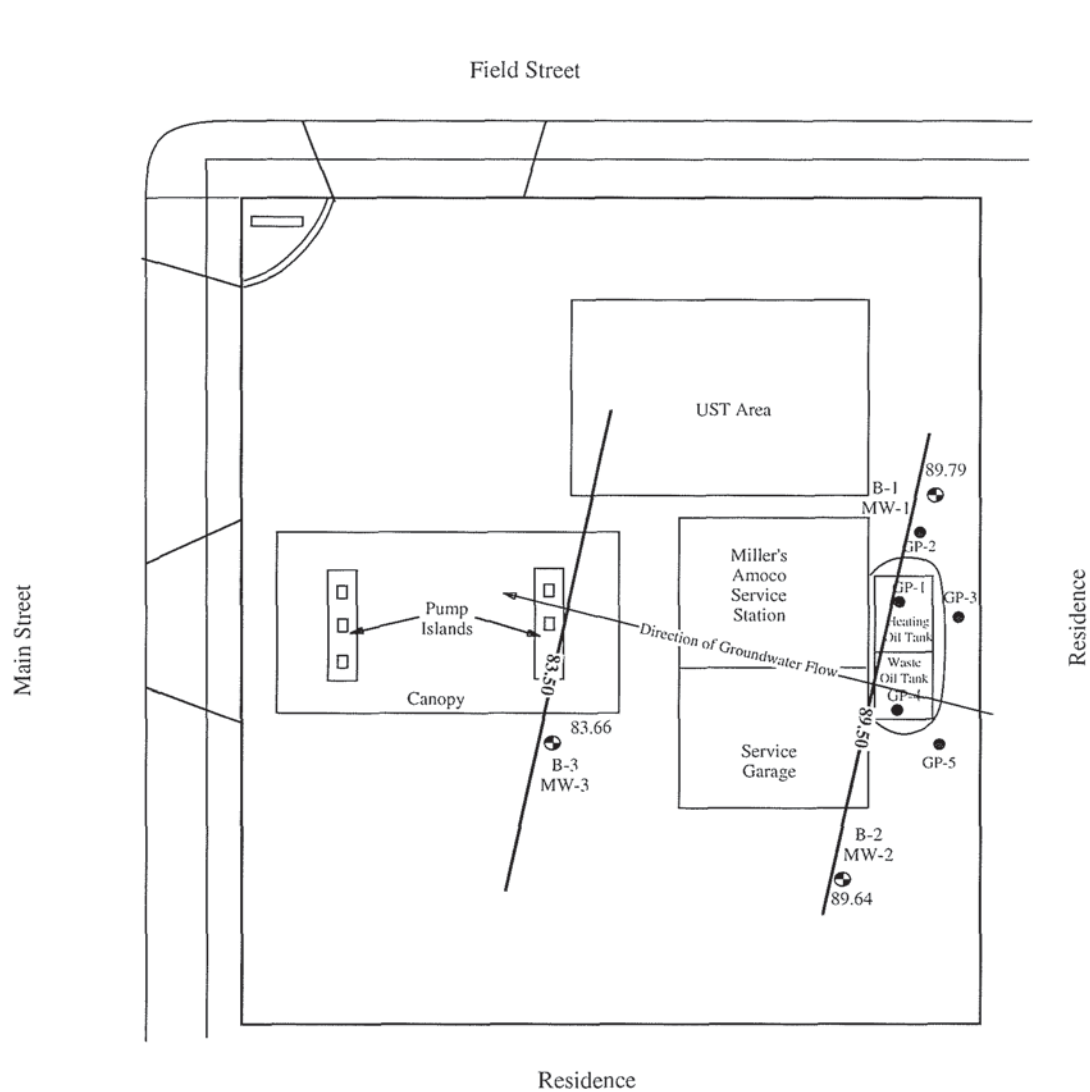 Field Street
UST Area
89.79
B-1
MW-1
GP-2
Miller's
Amoco
Service
Station
GP-1
GP-3
Heating
Oil Tank
Pump
Islands
Direction of Groundwater Flow
Main Street
Residence
Waste
Oil Tank
GP-4
83.50
Canopy
83.66
89.50
B-3
MW-3
Service
Garage
GP-5
B-2
MW-2
89.64
Residence